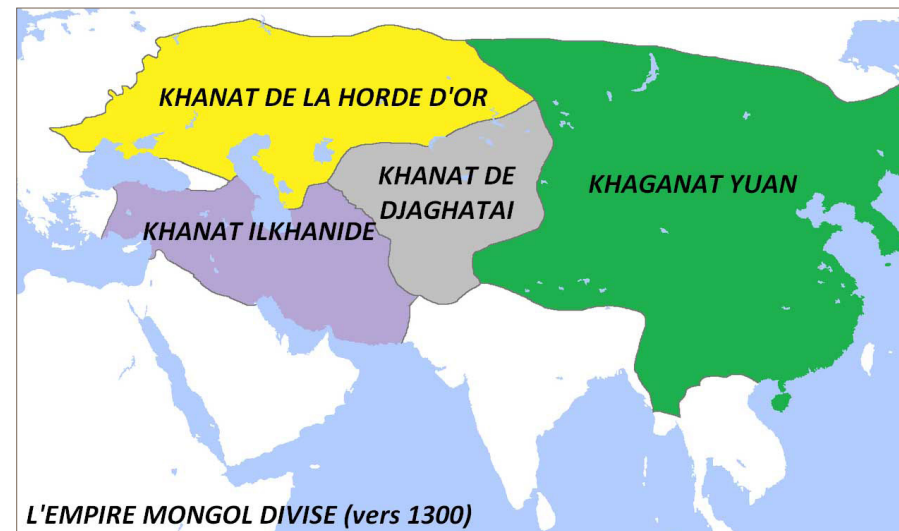 KHANAT DE LA HORDE D'OR
KHANAT DE
DJAGHATAI
KHAGANAT YUAN
KHANAT ILKHANIDE
L'EMPIRE MONGOL DIVISE (vers 1300)